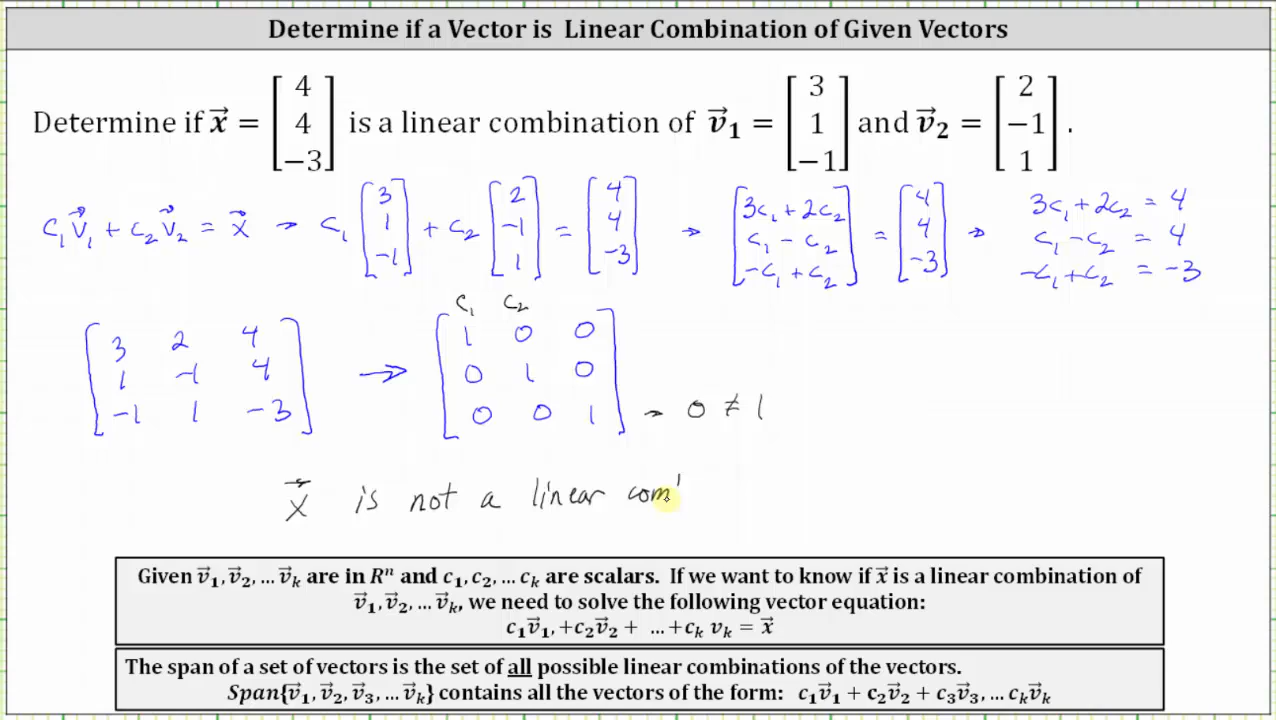 Determine if a Vector is Linear Combination of Given Vectors
Determine if x⃗ = [4 4 −3] is a linear combination of v⃗₁ = [3 1 −1] and v⃗₂ = [2 −1 1].
c₁v⃗₁ + c₂v⃗₂ = x⃗ → c₁[3 1 −1] + c₂[2 −1 1] = [4 4 −3] → [3c₁+2c₂ c₁−c₂ −c₁+c₂] = [4 4 −3] →
3c₁+2c₂ = 4
c₁−c₂ = 4
−c₁+c₂ = −3
c₁ c₂
3 2 4 → 1 0 0
1 −1 4 0 1 0
−1 1 −3 0 0 1 → 0 ≠ 1
x⃗ is not a linear com
Given v⃗₁, v⃗₂, … v⃗ₖ are in Rⁿ and c₁, c₂, … cₖ are scalars. If we want to know if x⃗ is a linear combination of
v⃗₁, v⃗₂, … v⃗ₖ, we need to solve the following vector equation:
c₁v⃗₁, +c₂v⃗₂ + … +cₖ vₖ = x⃗
The span of a set of vectors is the set of all possible linear combinations of the vectors.
Span{v⃗₁, v⃗₂, v⃗₃, … v⃗ₖ} contains all the vectors of the form: c₁v⃗₁ + c₂v⃗₂ + c₃v⃗₃, … cₖv⃗ₖ